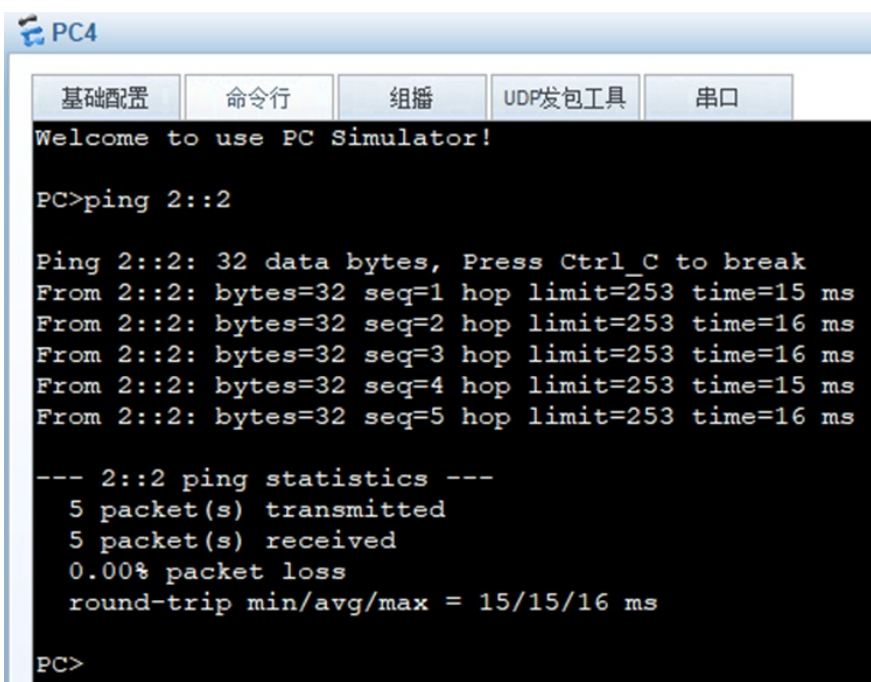 PC4
基础配置 命令行 组播 UDP发包工具 串口
Welcome to use PC Simulator!
PC>ping 2::2
Ping 2::2: 32 data bytes, Press Ctrl_C to break
From 2::2: bytes=32 seq=1 hop limit=253 time=15 ms
From 2::2: bytes=32 seq=2 hop limit=253 time=16 ms
From 2::2: bytes=32 seq=3 hop limit=253 time=16 ms
From 2::2: bytes=32 seq=4 hop limit=253 time=15 ms
From 2::2: bytes=32 seq=5 hop limit=253 time=16 ms
--- 2::2 ping statistics ---
5 packet(s) transmitted
5 packet(s) received
0.00% packet loss
round-trip min/avg/max = 15/15/16 ms
PC>